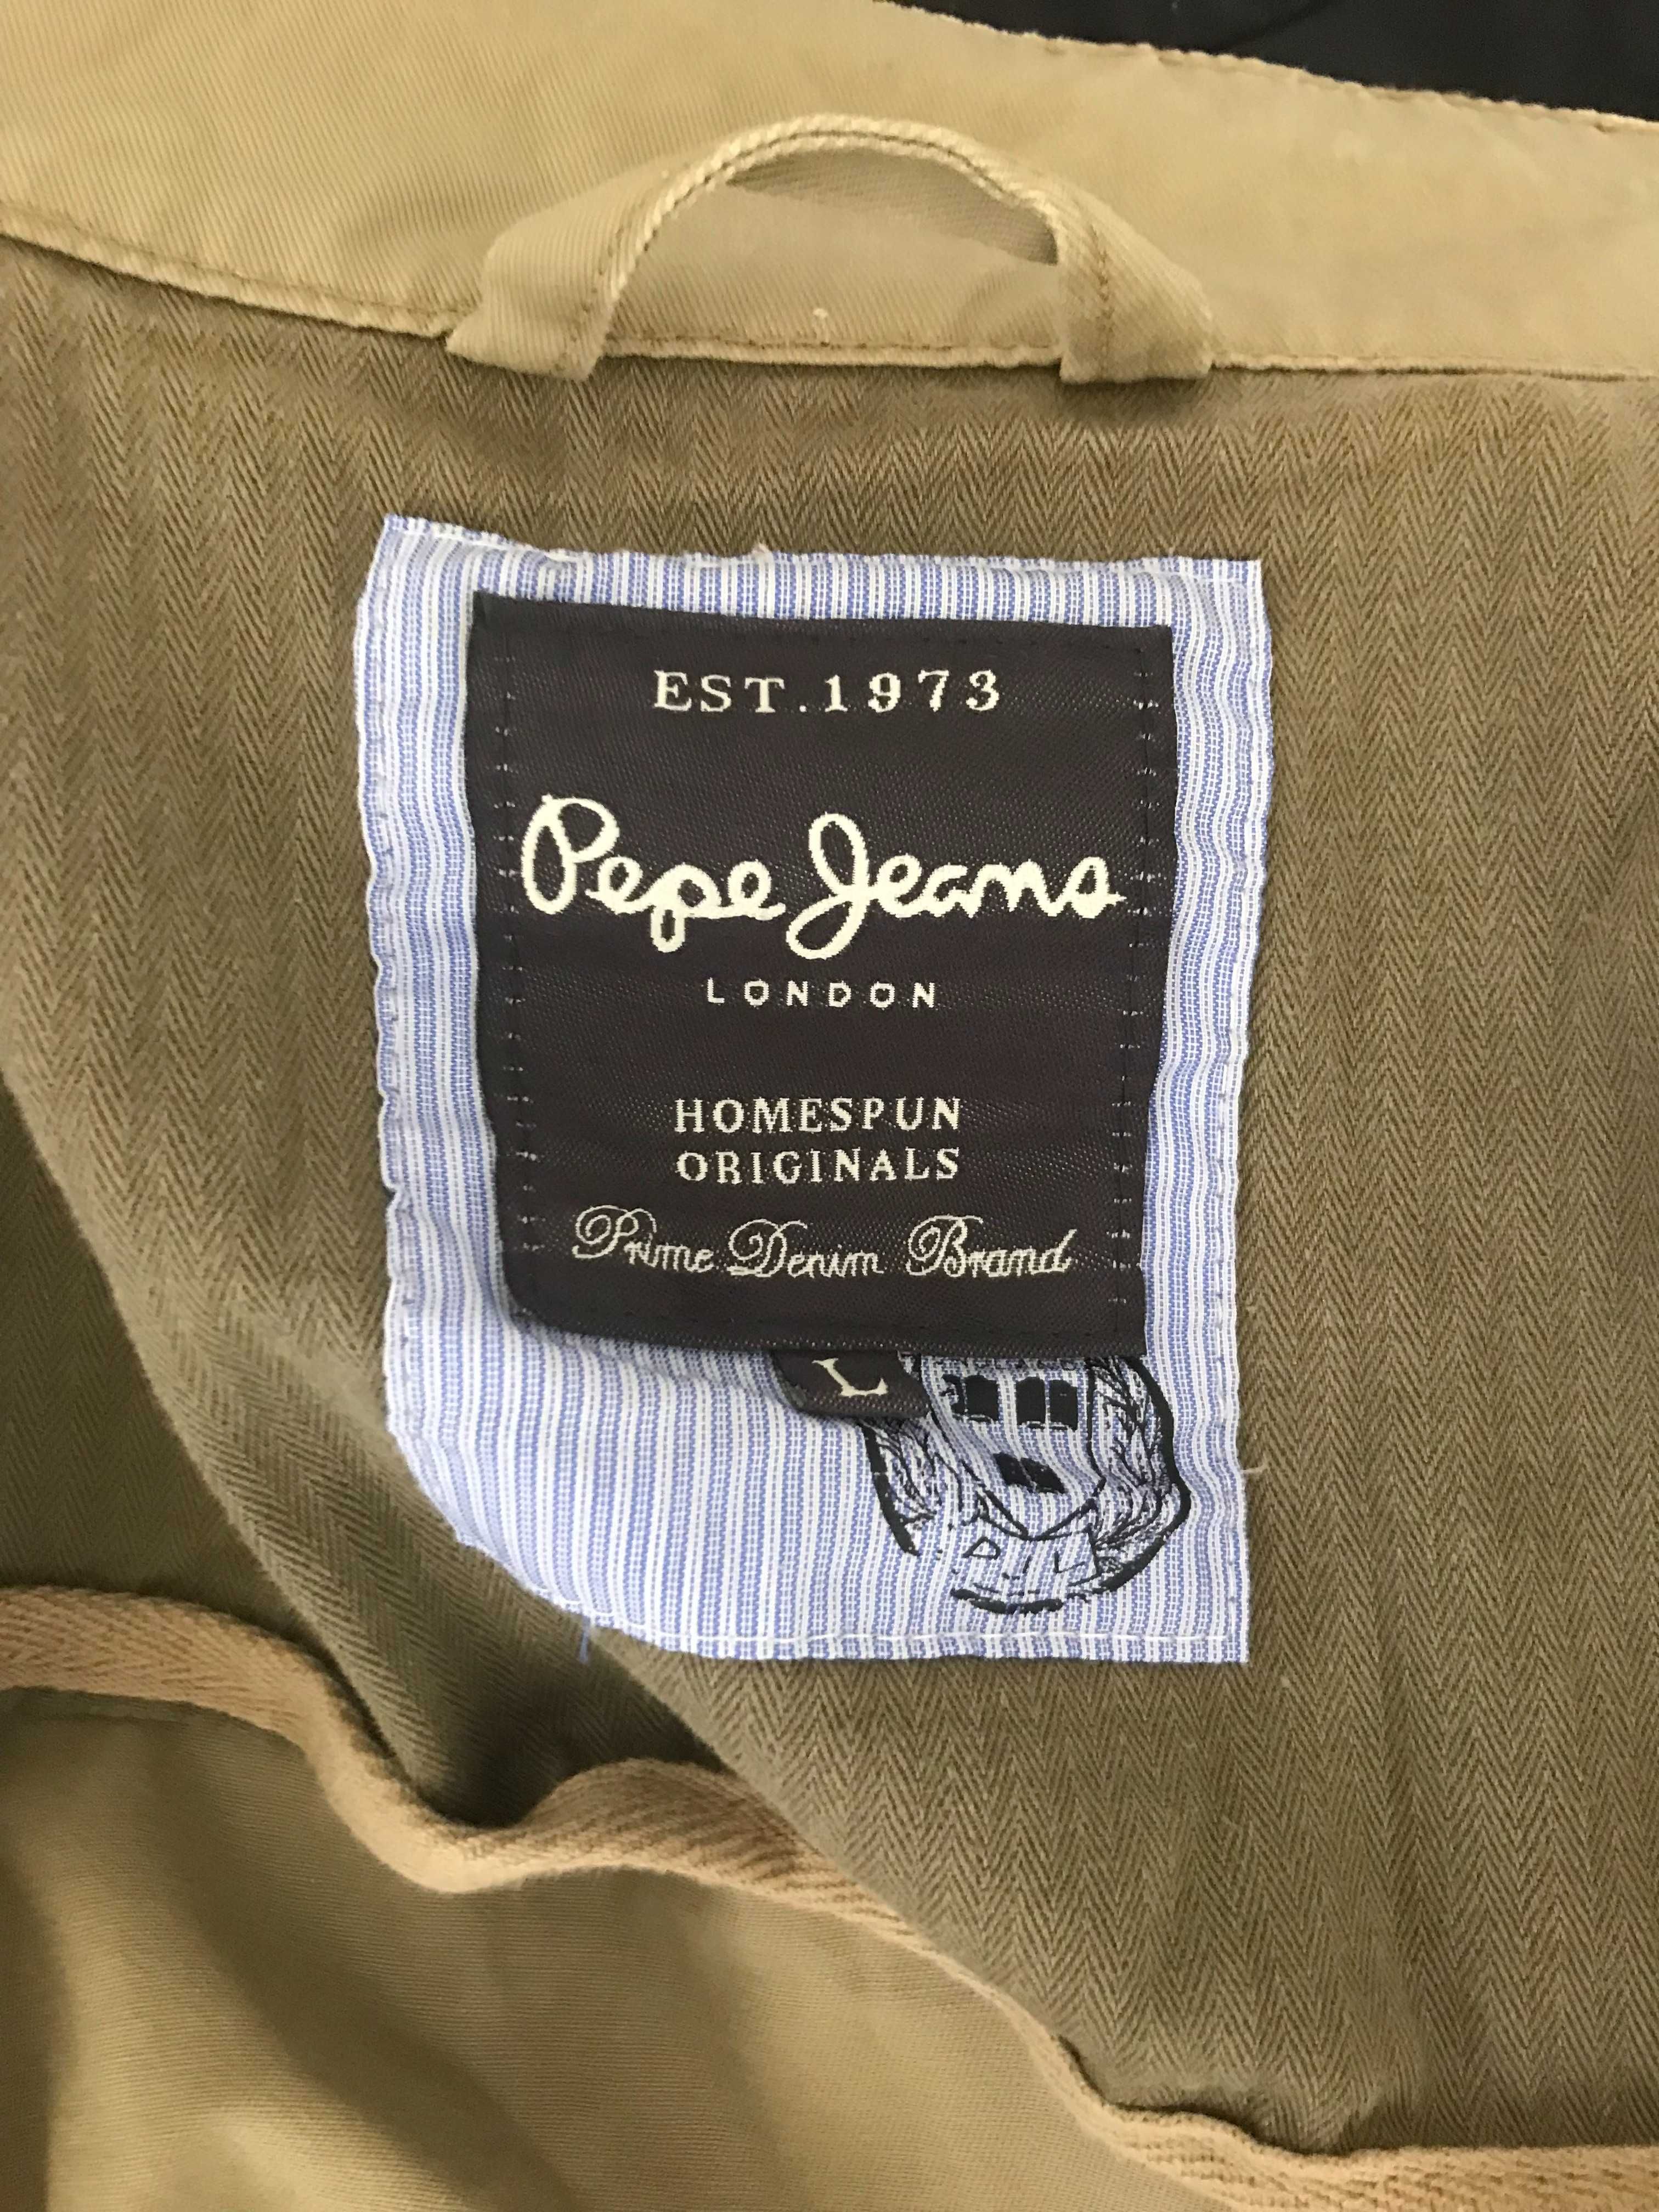 EST.1973
Pepe Jeans
LONDON
HOMESPUN
ORIGINALS
Prime Denim Brand
L